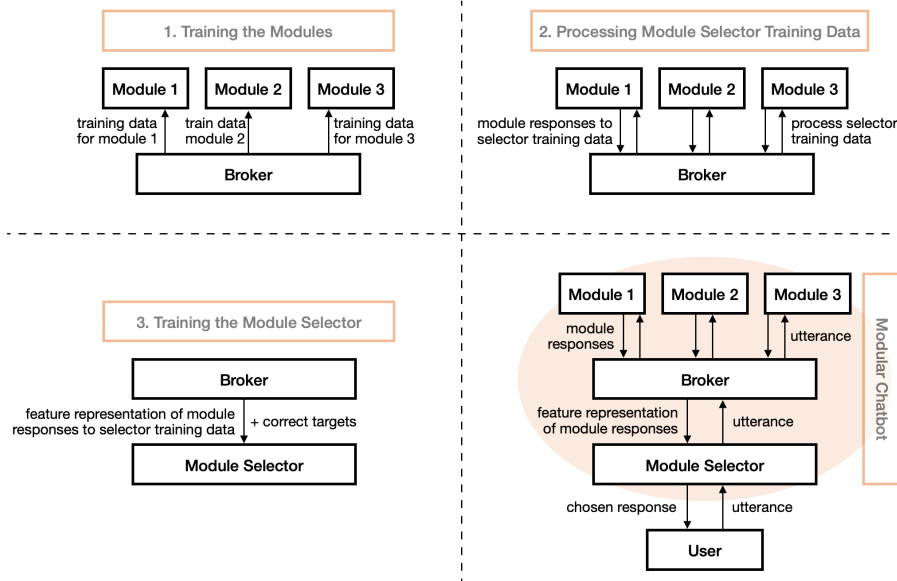 1. Training the Modules
Module 1
Module 2
Module 3
training data
for module 1
train data
module 2
training data
for module 3
Broker
2. Processing Module Selector Training Data
Module 1
Module 2
Module 3
module responses to
selector training data
process selector
training data
Broker
3. Training the Module Selector
Broker
feature representation of module
responses to selector training data
+ correct targets
Module Selector
Module 1
Module 2
Module 3
module
responses
utterance
Broker
feature representation
of module responses
utterance
Module Selector
chosen response
utterance
User
Modular Chatbot